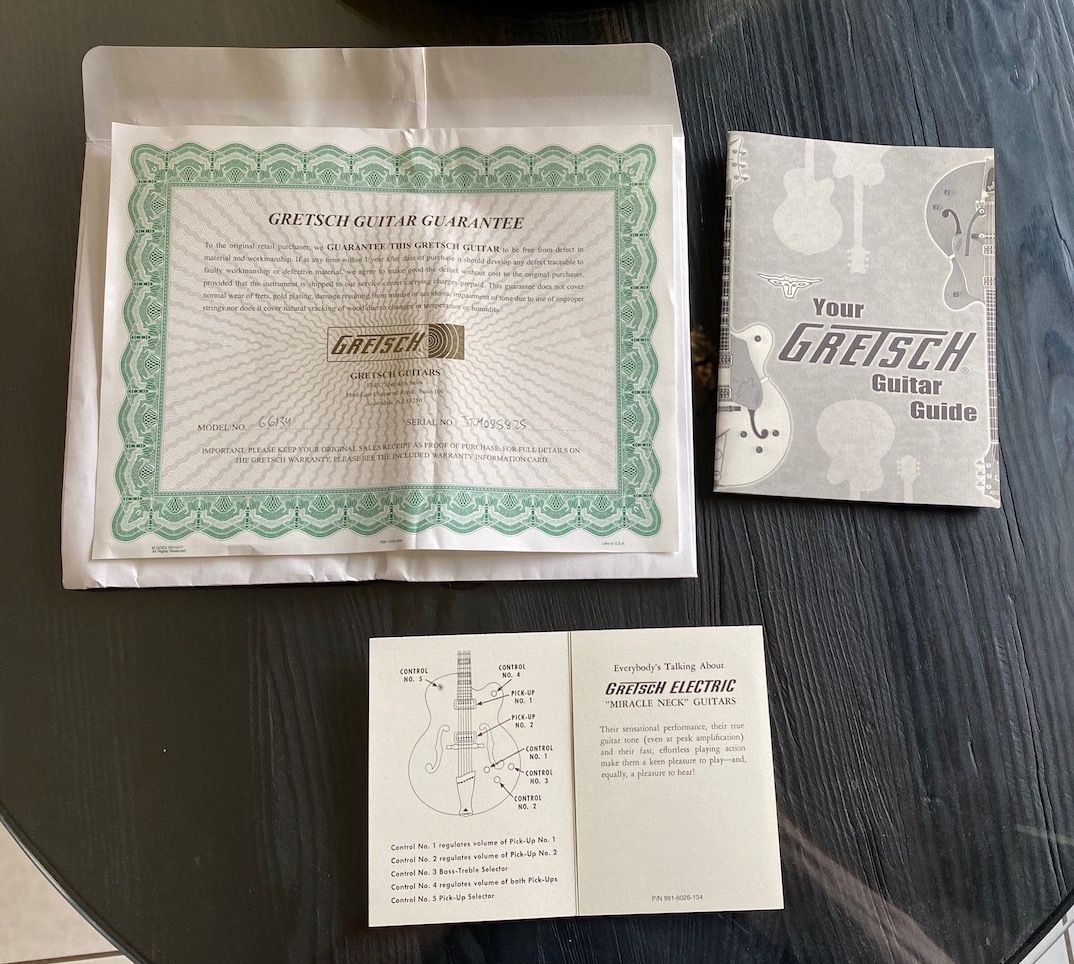 GRETSCH GUITAR GUARANTEE
To the original retail purchaser, we GUARANTEE THIS GRETSCH GUITAR to be free from defect in
material and workmanship. If at any time within 1 year after date of purchase it should develop any defect traceable to
faulty workmanship or defective material, we agree to make good the defect without cost to the original purchaser,
provided that the instrument is shipped to our service center carrying charges prepaid. This guarantee does not cover
normal wear of frets, gold plating, damage resulting from misuse or accidents, impairment of tone due to use of improper
strings nor does it cover natural cracking of wood due to changes in temperature or humidity.
GRETSCH
GRETSCH GUITARS
Scottsdale, AZ 85250
MODEL NO. G6134
SERIAL NO.
IMPORTANT, PLEASE KEEP YOUR ORIGINAL SALES RECEIPT AS PROOF OF PURCHASE. FOR FULL DETAILS ON
THE GRETSCH WARRANTY, PLEASE SEE THE INCLUDED WARRANTY INFORMATION CARD.
All Rights Reserved
Your
GRETSCH®
Guitar
Guide
CONTROL
NO. 5
CONTROL
NO. 4
PICK-UP
NO. 1
PICK-UP
NO. 2
CONTROL
NO. 1
CONTROL
NO. 3
CONTROL
NO. 2
Control No. 1 regulates volume of Pick-Up No. 1
Control No. 2 regulates volume of Pick-Up No. 2
Control No. 3 Bass-Treble Selector
Control No. 4 regulates volume of both Pick-Ups
Control No. 5 Pick-Up Selector
Everybody's Talking About
GRETSCH ELECTRIC
"MIRACLE NECK" GUITARS
Their sensational performance, their true
guitar tone (even at peak amplification)
and their fast, effortless playing action
make them a keen pleasure to play—and,
equally, a pleasure to hear!
P/N 991-6026-134